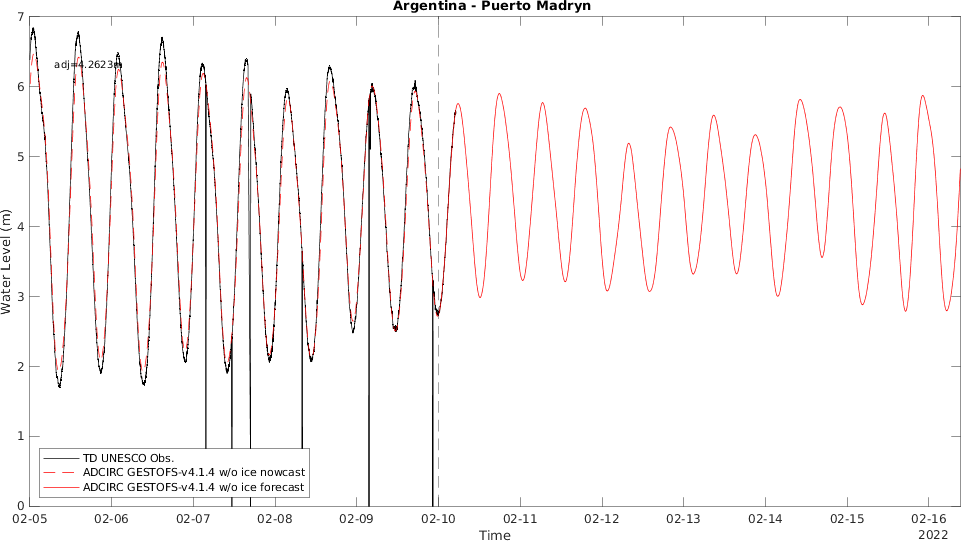 Argentina - Puerto Madryn
7
adj=4.2623m
6
5
4
3
2
1
0
Water Level (m)
TD UNESCO Obs.
ADCIRC GESTOFS-v4.1.4 w/o ice nowcast
ADCIRC GESTOFS-v4.1.4 w/o ice forecast
02-05 02-06 02-07 02-08 02-09 02-10 02-11 02-12 02-13 02-14 02-15 02-16
Time
2022